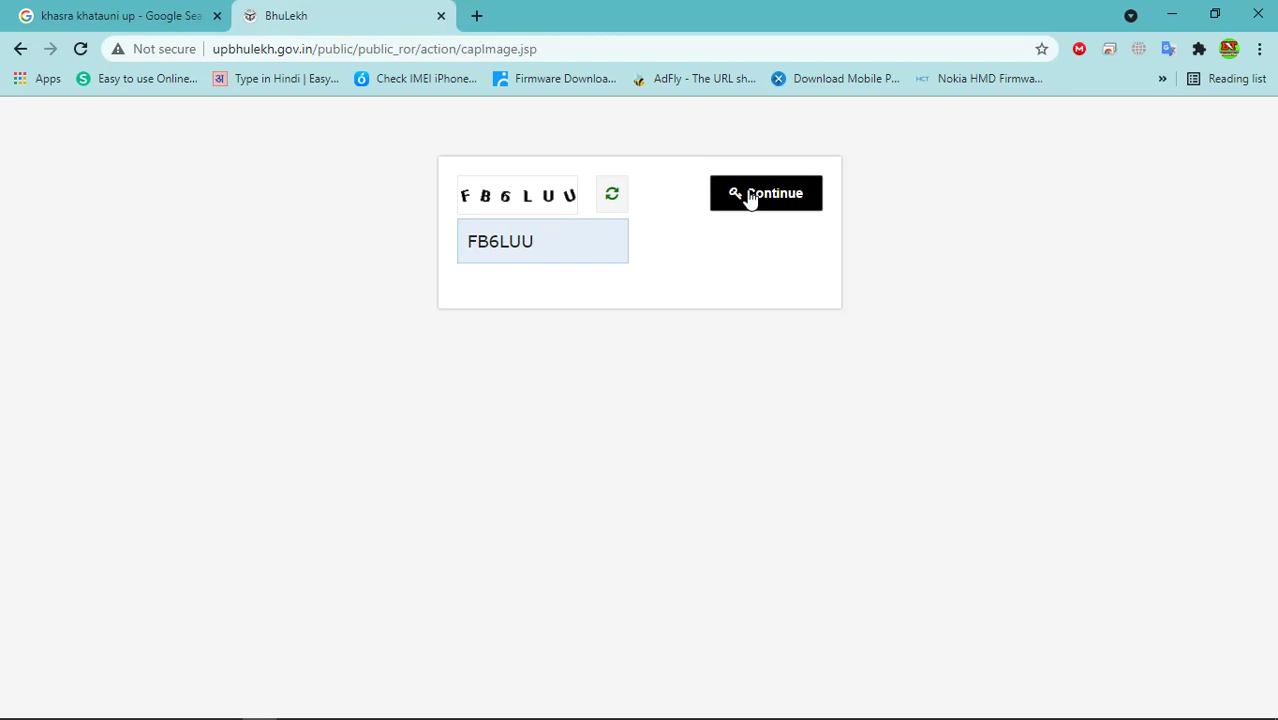 khasra khatauni up - Google Sea
BhuLekh
Not secure
upbhulekh.gov.in/public/public_ror/action/capImage.jsp
Apps
Easy to use Online...
Type in Hindi | Easy...
Check IMEI iPhone...
Firmware Downloa...
AdFly - The URL sh...
Download Mobile P...
HCT Nokia HMD Firmwa...
»
Reading list
F B 6 L U U
Continue
FB6LUU